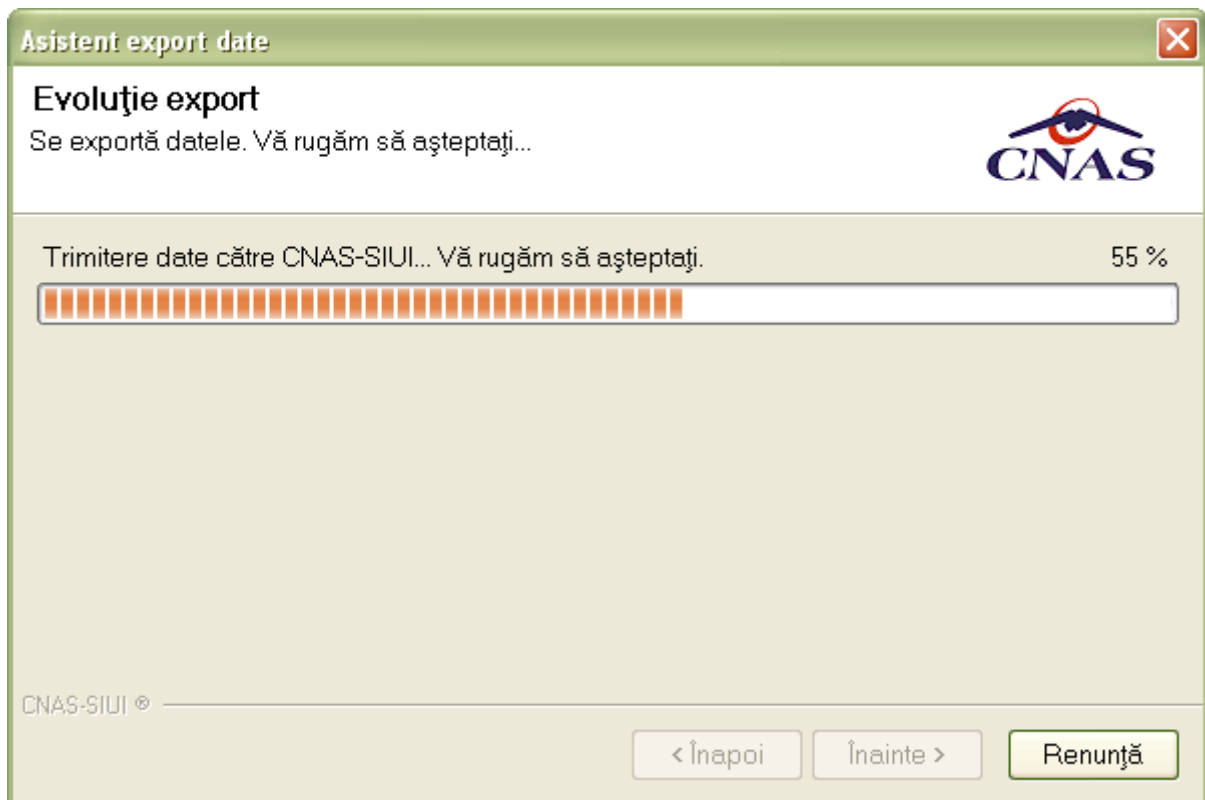 Asistent export date
Evoluţie export
Se exportă datele. Vă rugăm să aşteptaţi...
CNAS
Trimitere date către CNAS-SIUI... Vă rugăm să aşteptaţi.
55 %
CNAS-SIUI ®
< Înapoi
Înainte >
Renunţă